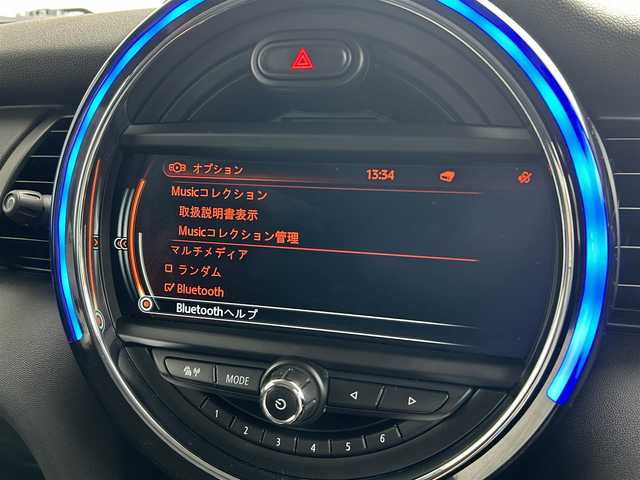 オプション 13:34
Musicコレクション
取扱説明書表示
Musicコレクション管理
マルチメディア
ランダム
Bluetooth
Bluetoothヘルプ
MODE
1 2 3 4 5 6